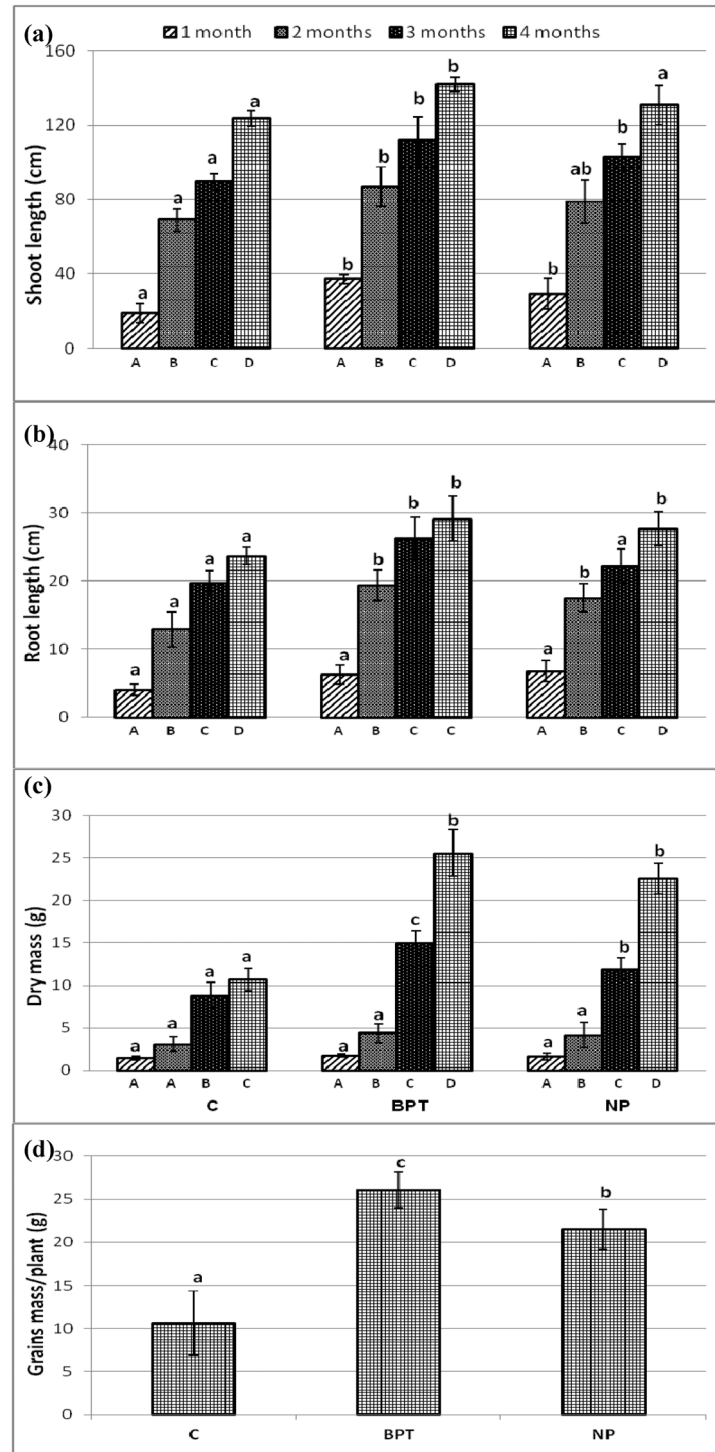 (a)
1 month 2 months 3 months 4 months
160
120
80
40
0
Shoot length (cm)
a a a a b b b b b ab b a
A B C D A B C D A B C D
(b)
40
30
20
10
0
Root length (cm)
a a a a a b b b a b a b
A B C D A B C C A B C D
(c)
30
25
20
15
10
5
0
Dry mass (g)
a a a a a a c b a a b b
A A B C A B C D A B C D
C BPT NP
(d)
30
25
20
15
10
5
0
Grains mass/plant (g)
a c b
C BPT NP